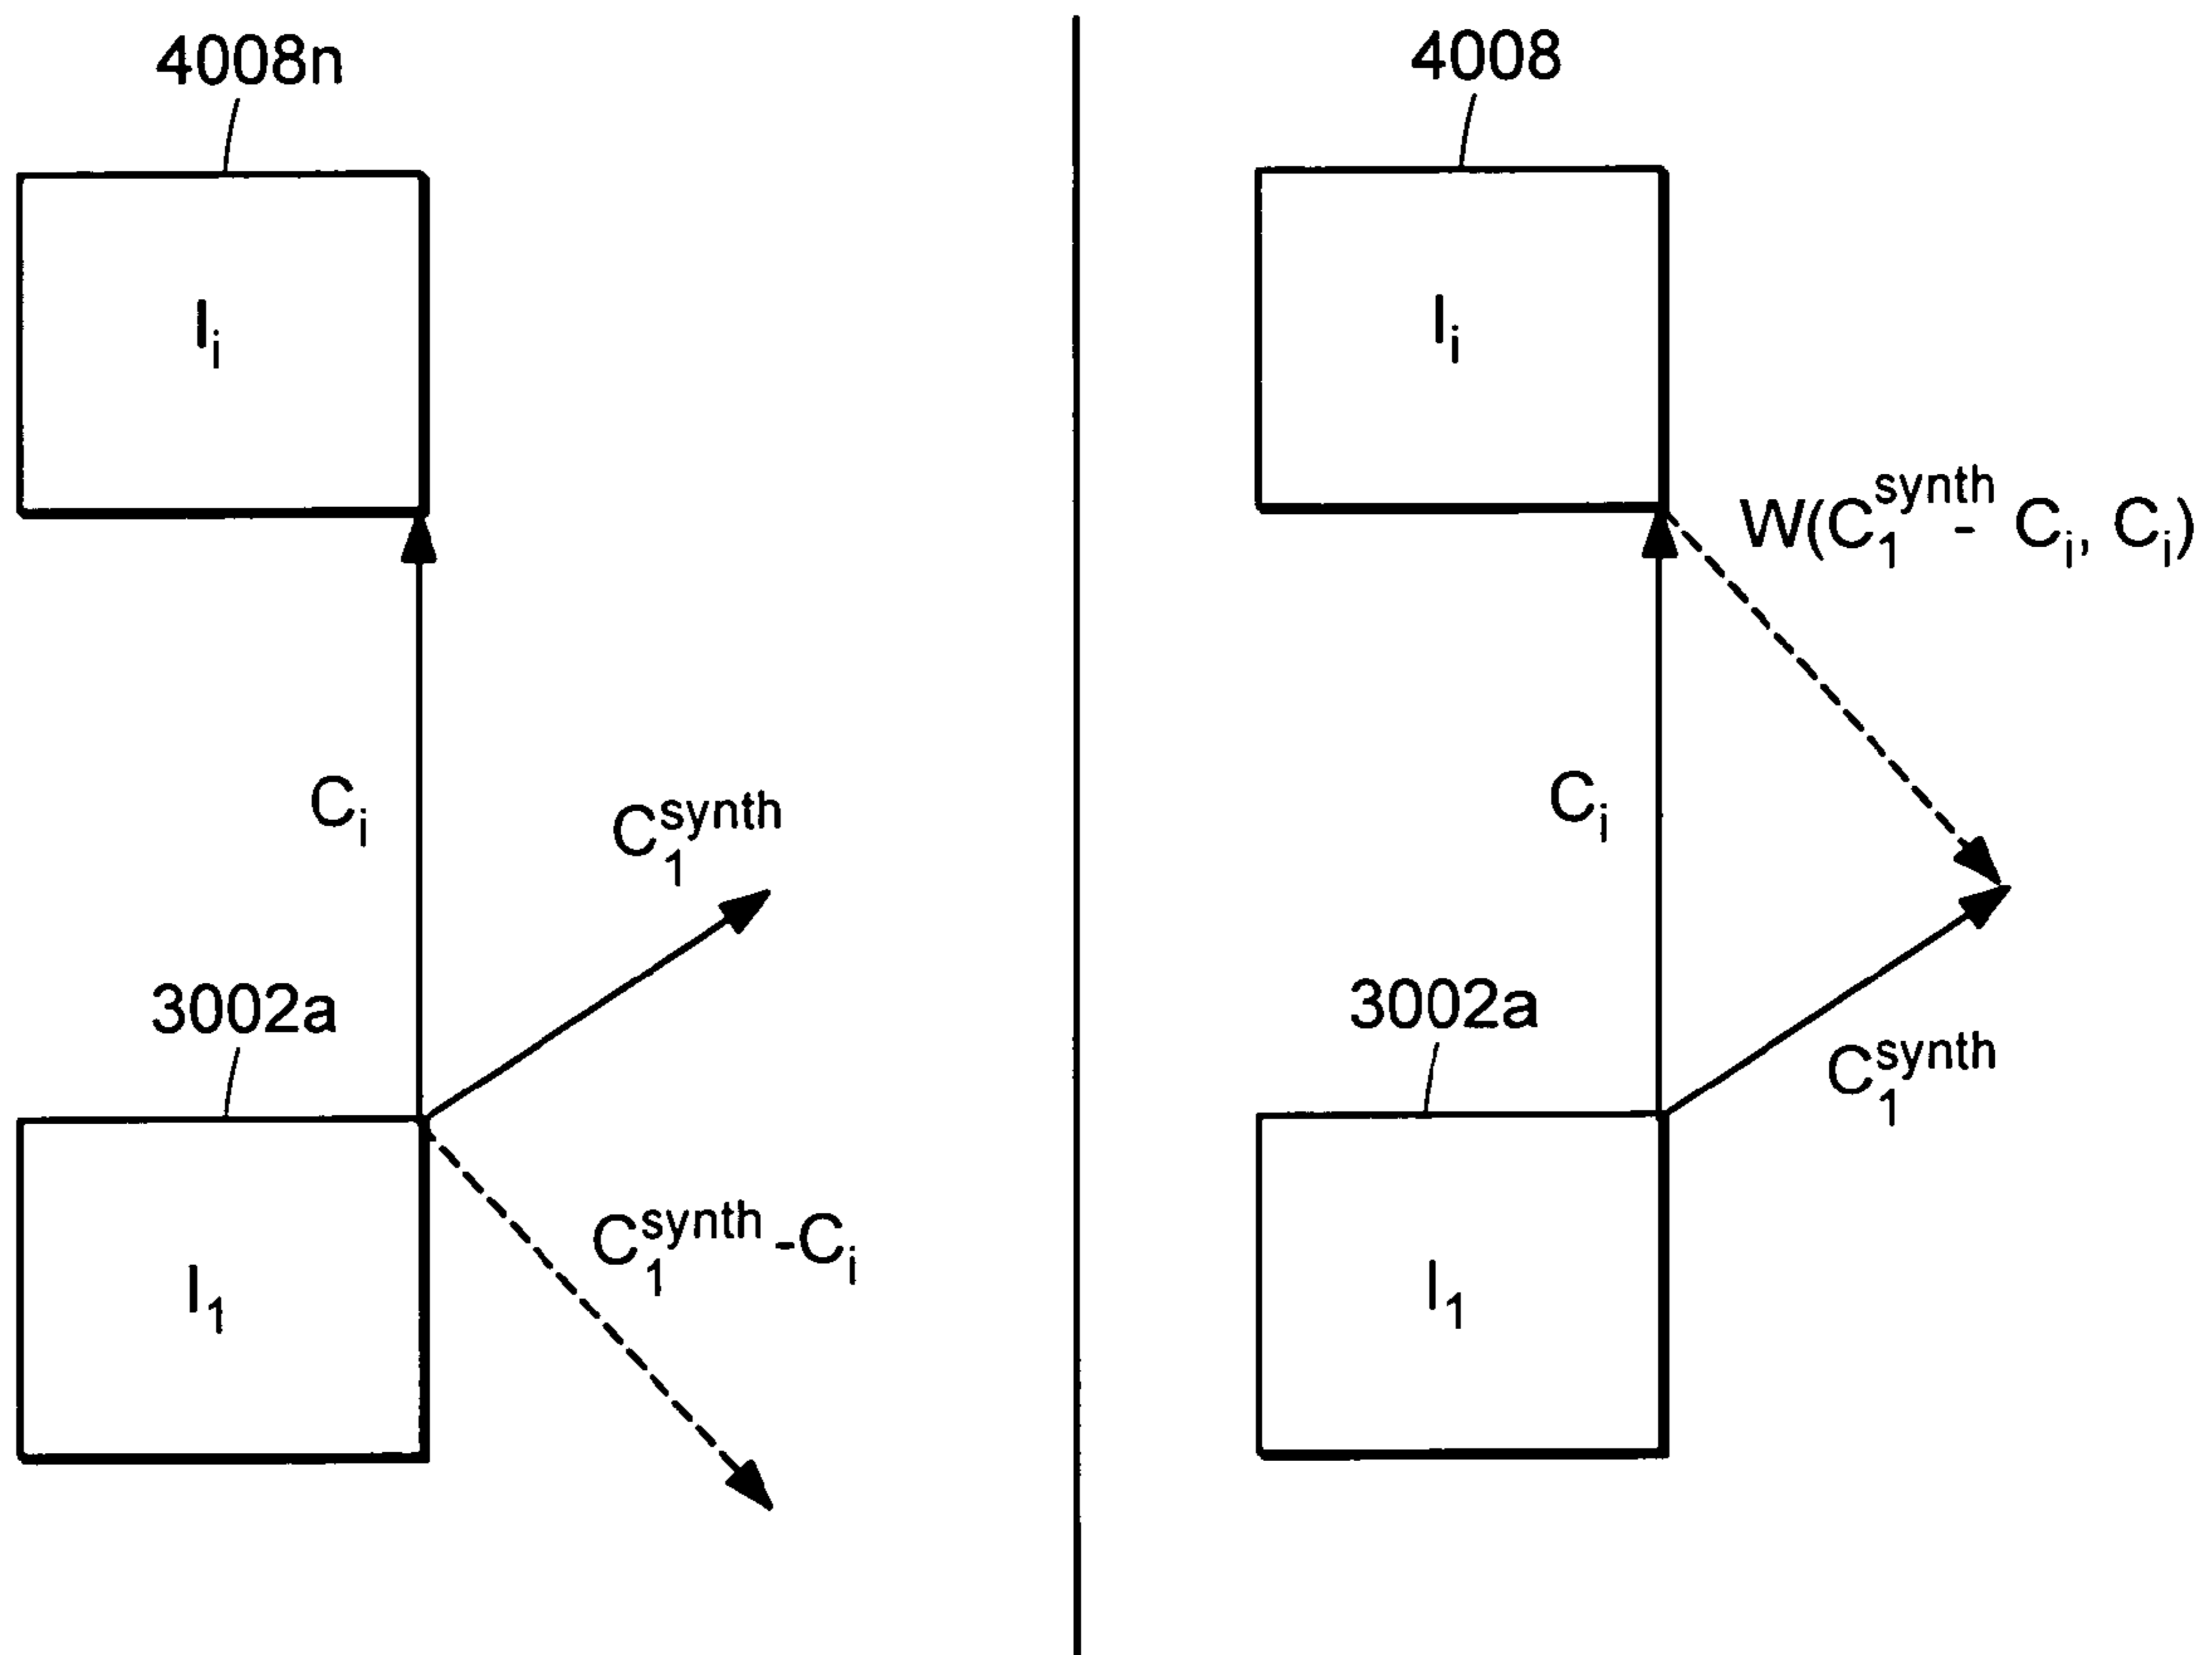 4008n
I_i
C_i
C_1^synth
3002a
C_1^synth - C_i
I_1
4008
I_i
W(C_1^synth - C_i, C_i)
C_i
3002a
C_1^synth
I_1